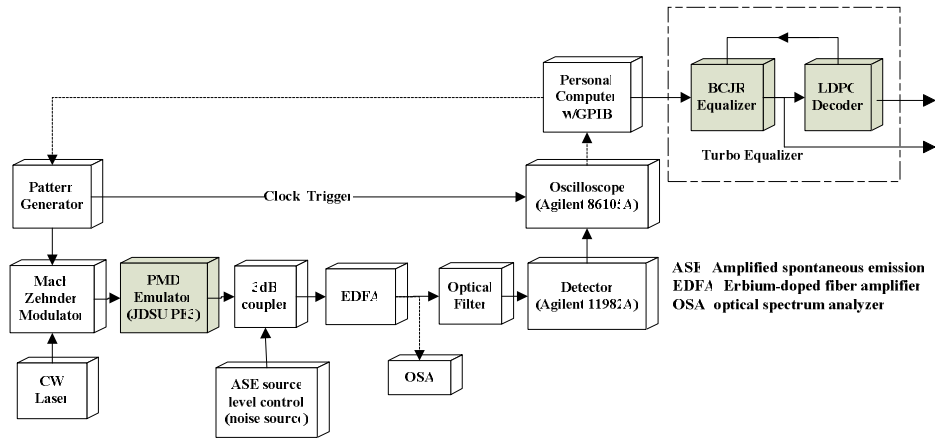 Personal
Computer
w/GPIB
BCJR
Equalizer
LDPC
Decoder
Turbo Equalizer
Pattern
Generator
Clock Trigger
Oscilloscope
(Agilent 86105A)
Mach
Zehnder
Modulator
PMD
Emulator
(JDSU PE3)
3dB
coupler
EDFA
Optical
Filter
Detector
(Agilent 11982A)
ASE Amplified spontaneous emission
EDFA Erbium-doped fiber amplifier
OSA optical spectrum analyzer
CW
Laser
ASE source
level control
(noise source)
OSA